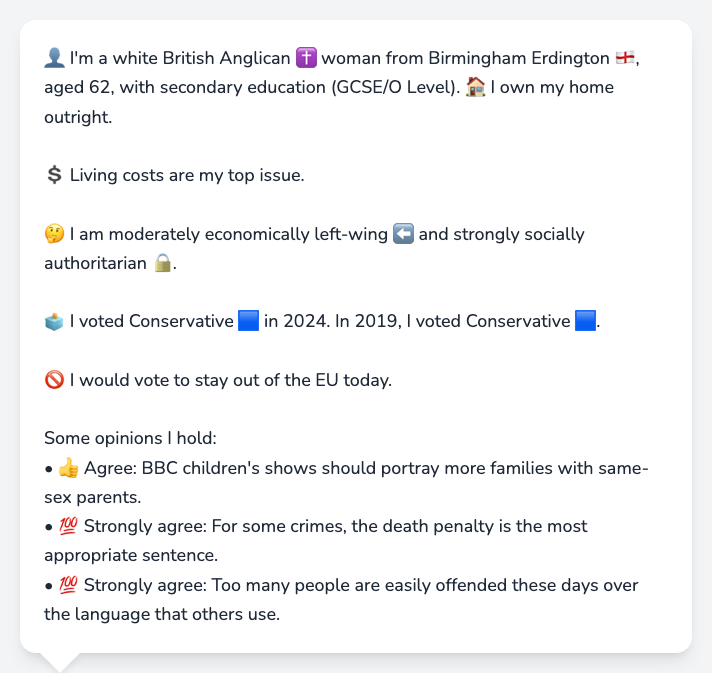 👤 I'm a white British Anglican ✝️ woman from Birmingham Erdington 🏴󠁧󠁢󠁥󠁮󠁧󠁿,
aged 62, with secondary education (GCSE/O Level). 🏠 I own my home
outright.
💲 Living costs are my top issue.
🤔 I am moderately economically left-wing ⬅️ and strongly socially
authoritarian 🔒.
🗳️ I voted Conservative 🟦 in 2024. In 2019, I voted Conservative 🟦.
🚫 I would vote to stay out of the EU today.
Some opinions I hold:
• 👍 Agree: BBC children's shows should portray more families with same-
sex parents.
• 💯 Strongly agree: For some crimes, the death penalty is the most
appropriate sentence.
• 💯 Strongly agree: Too many people are easily offended these days over
the language that others use.